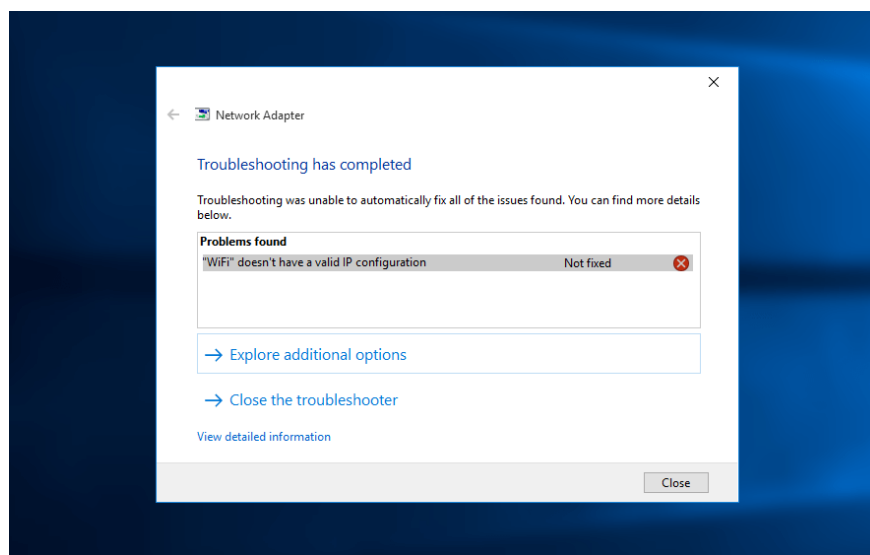 Network Adapter
Troubleshooting has completed
Troubleshooting was unable to automatically fix all of the issues found. You can find more details
below.
Problems found
"WiFi" doesn't have a valid IP configuration Not fixed
Explore additional options
Close the troubleshooter
View detailed information
Close